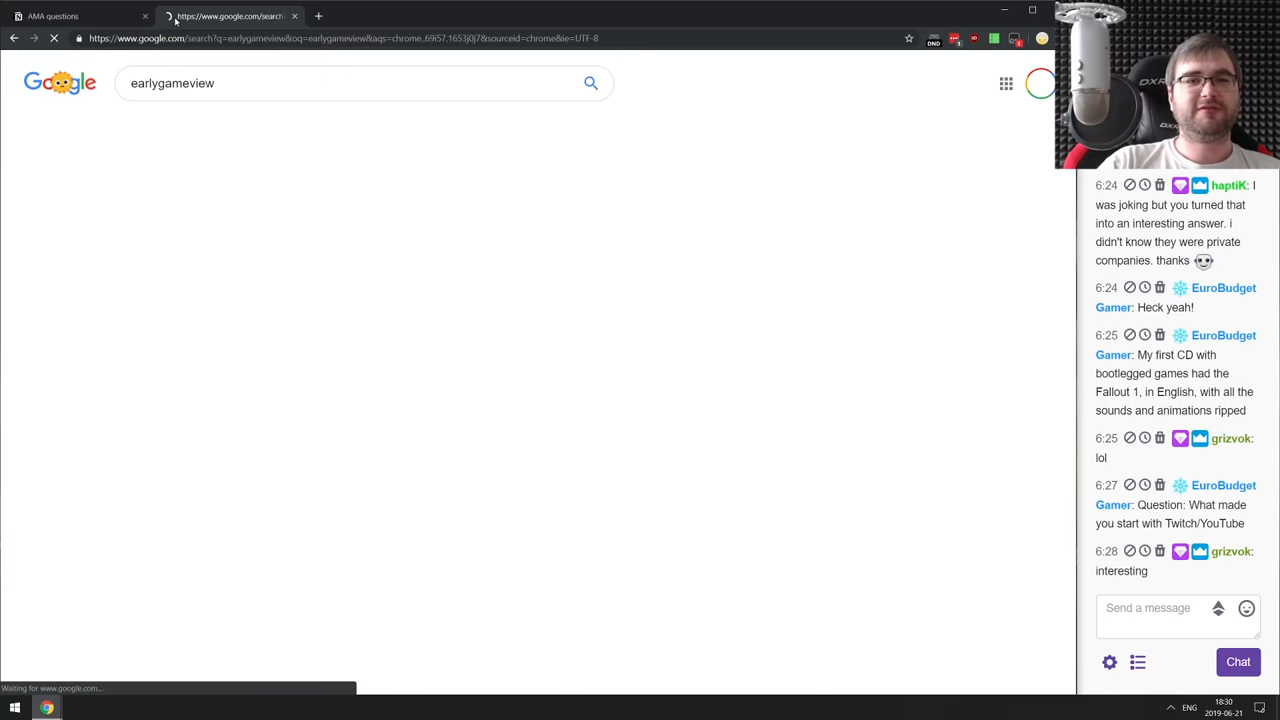 AMA questions
https://www.google.com/search
https://www.google.com/search?q=earlygameview&oq=earlygameview&aqs=chrome..69i57.1653j0j7&sourceid=chrome&ie=UTF-8
DND
Google
earlygameview
DXR
6:24 haptiK: I
was joking but you turned that
into an interesting answer. i
didn't know they were private
companies. thanks
6:24 EuroBudget
Gamer: Heck yeah!
6:25 EuroBudget
Gamer: My first CD with
bootlegged games had the
Fallout 1, in English, with all the
sounds and animations ripped
6:25 grizvok:
lol
6:27 EuroBudget
Gamer: Question: What made
you start with Twitch/YouTube
6:28 grizvok:
interesting
Send a message
Chat
Waiting for www.google.com...
ENG
18:30
2019-06-21